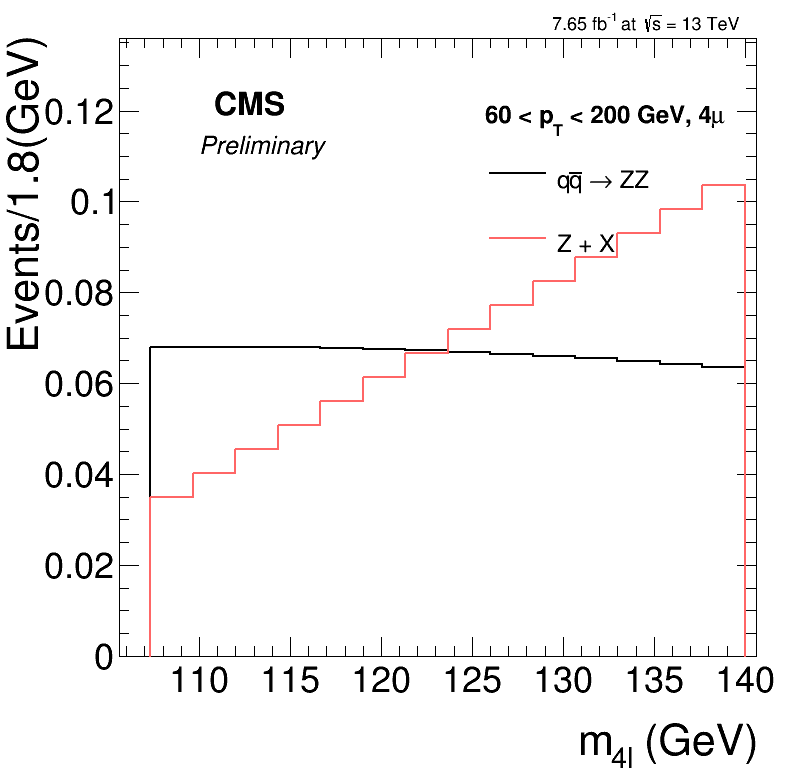 7.65 fb-1 at √s = 13 TeV
Events/1.8(GeV)
CMS
Preliminary
60 < pT < 200 GeV, 4μ
qq̅ → ZZ
Z + X
0.12
0.1
0.08
0.06
0.04
0.02
0
110 115 120 125 130 135 140
m4l (GeV)